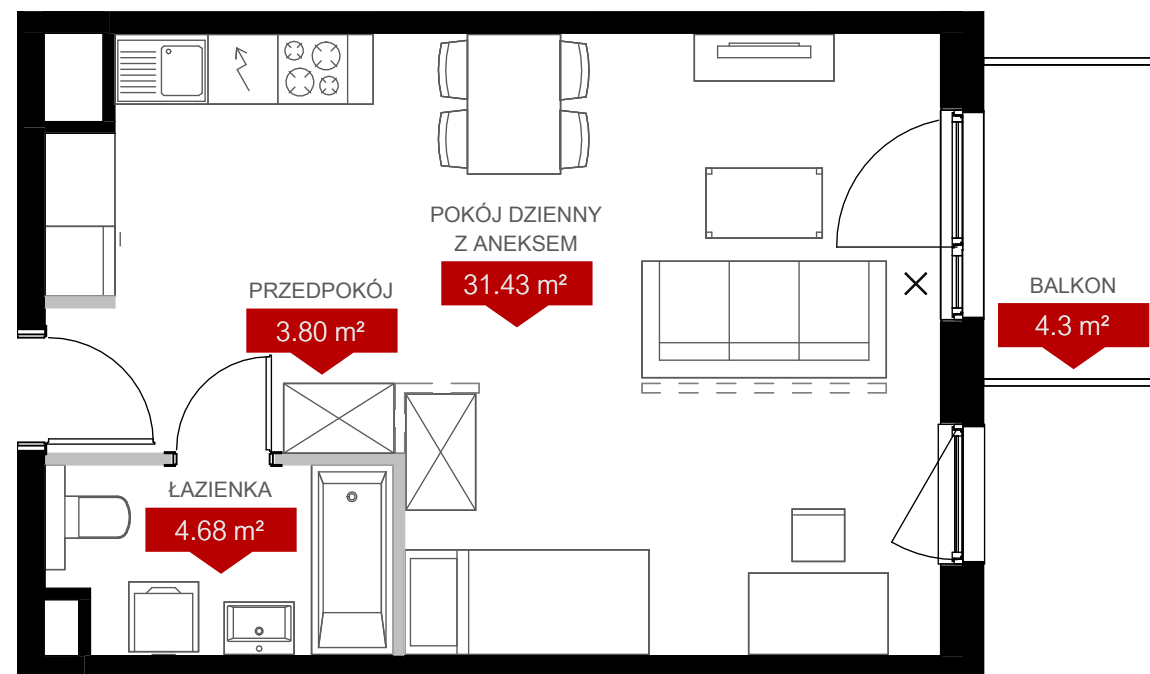 POKÓJ DZIENNY
Z ANEKSEM
31.43 m²
PRZEDPOKÓJ
3.80 m²
BALKON
4.3 m²
ŁAZIENKA
4.68 m²